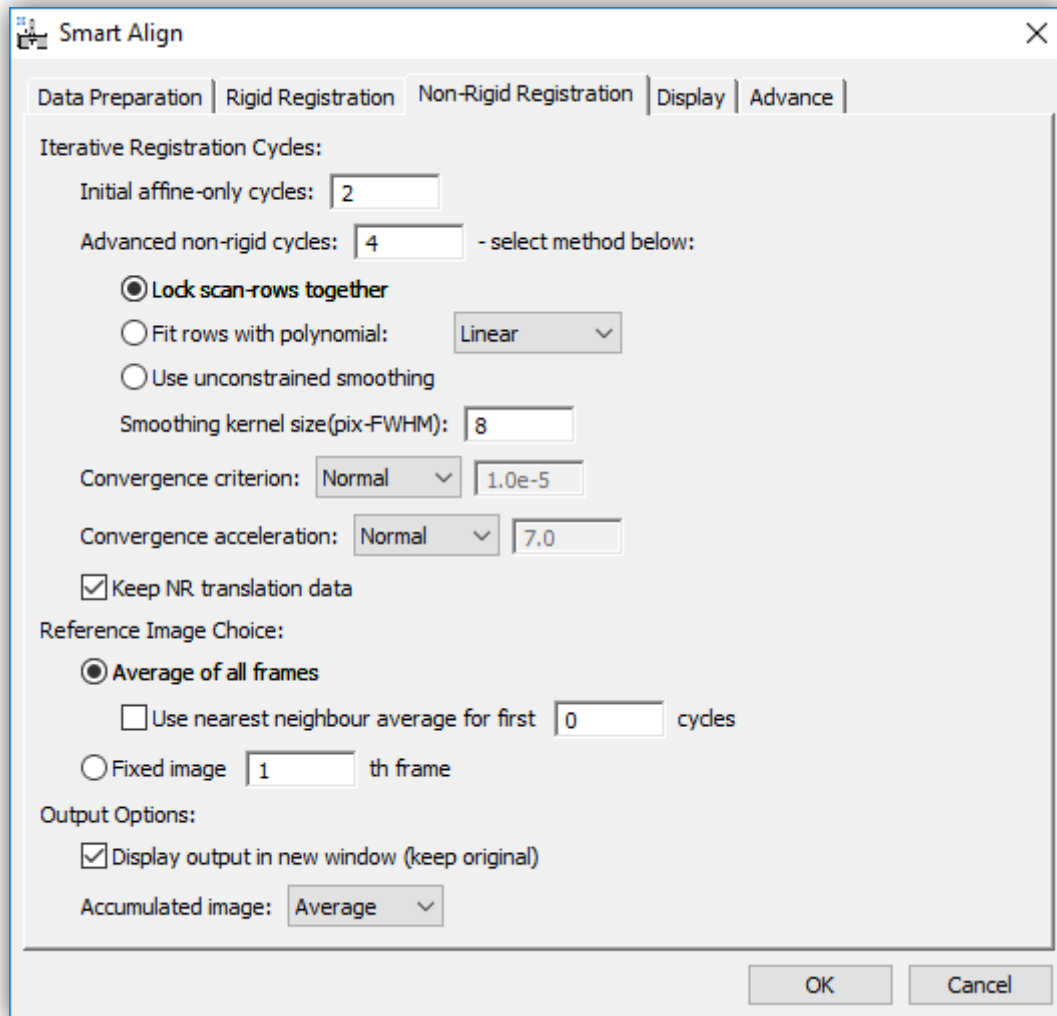 Smart Align
Data Preparation Rigid Registration Non-Rigid Registration Display Advance
Iterative Registration Cycles:
Initial affine-only cycles: 2
Advanced non-rigid cycles: 4 - select method below:
Lock scan-rows together
Fit rows with polynomial: Linear
Use unconstrained smoothing
Smoothing kernel size(pix-FWHM): 8
Convergence criterion: Normal 1.0e-5
Convergence acceleration: Normal 7.0
Keep NR translation data
Reference Image Choice:
Average of all frames
Use nearest neighbour average for first 0 cycles
Fixed image 1 th frame
Output Options:
Display output in new window (keep original)
Accumulated image: Average
OK Cancel